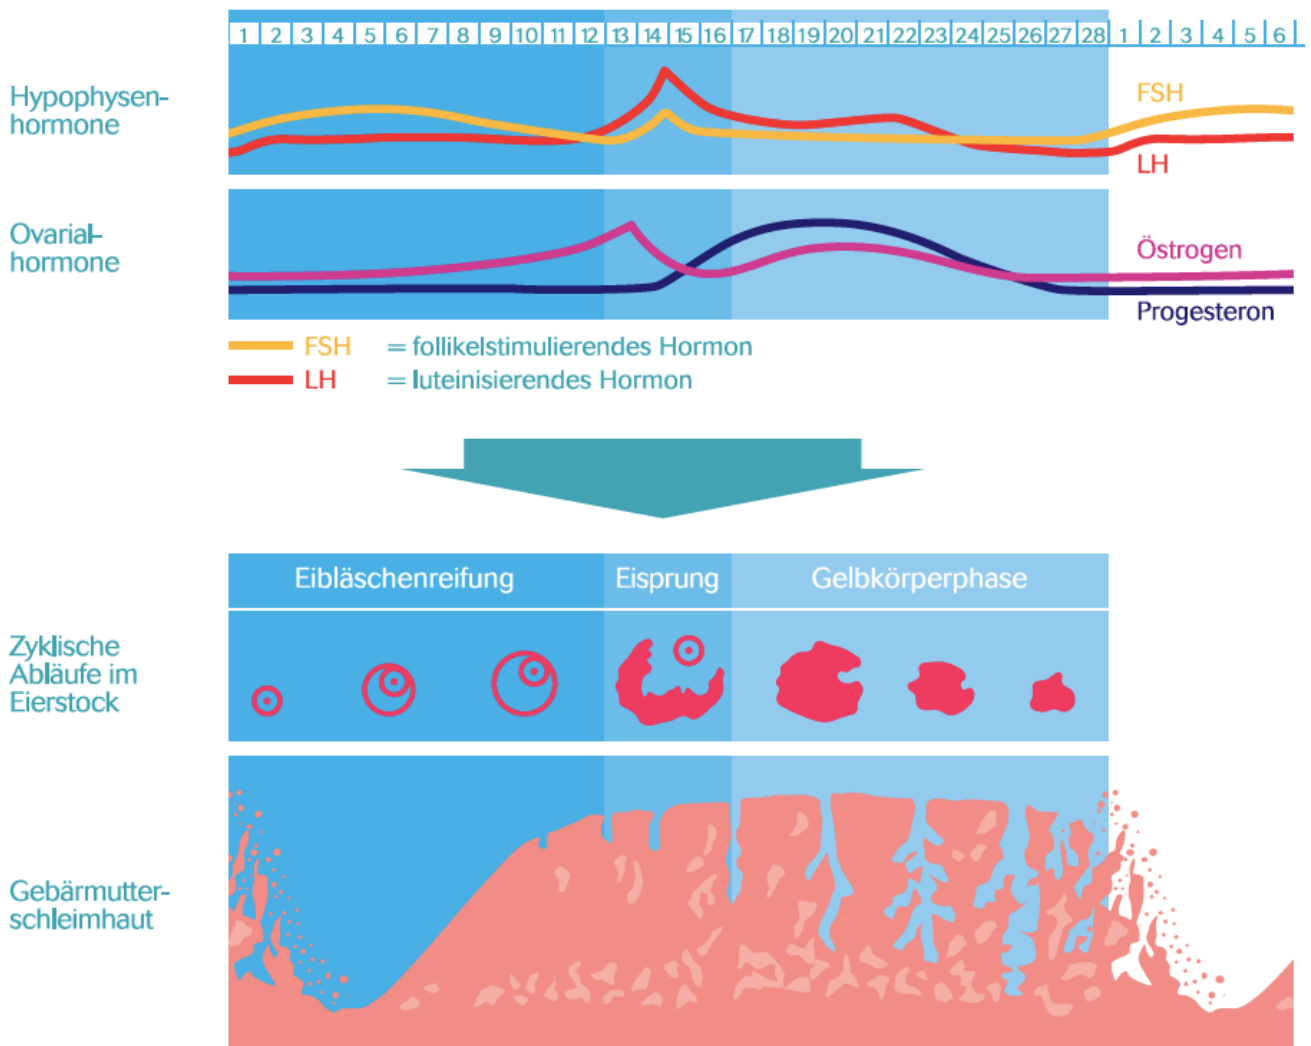 1 2 3 4 5 6 7 8 9 10 11 12 13 14 15 16 17 18 19 20 21 22 23 24 25 26 27 28 1 2 3 4 5 6
Hypophysen-
hormone
FSH
LH
Ovarial-
hormone
Östrogen
Progesteron
FSH = follikelstimulierendes Hormon
LH = luteinisierendes Hormon
Eibläschenreifung Eisprung Gelbkörperphase
Zyklische
Abläufe im
Eierstock
Gebärmutter-
schleimhaut